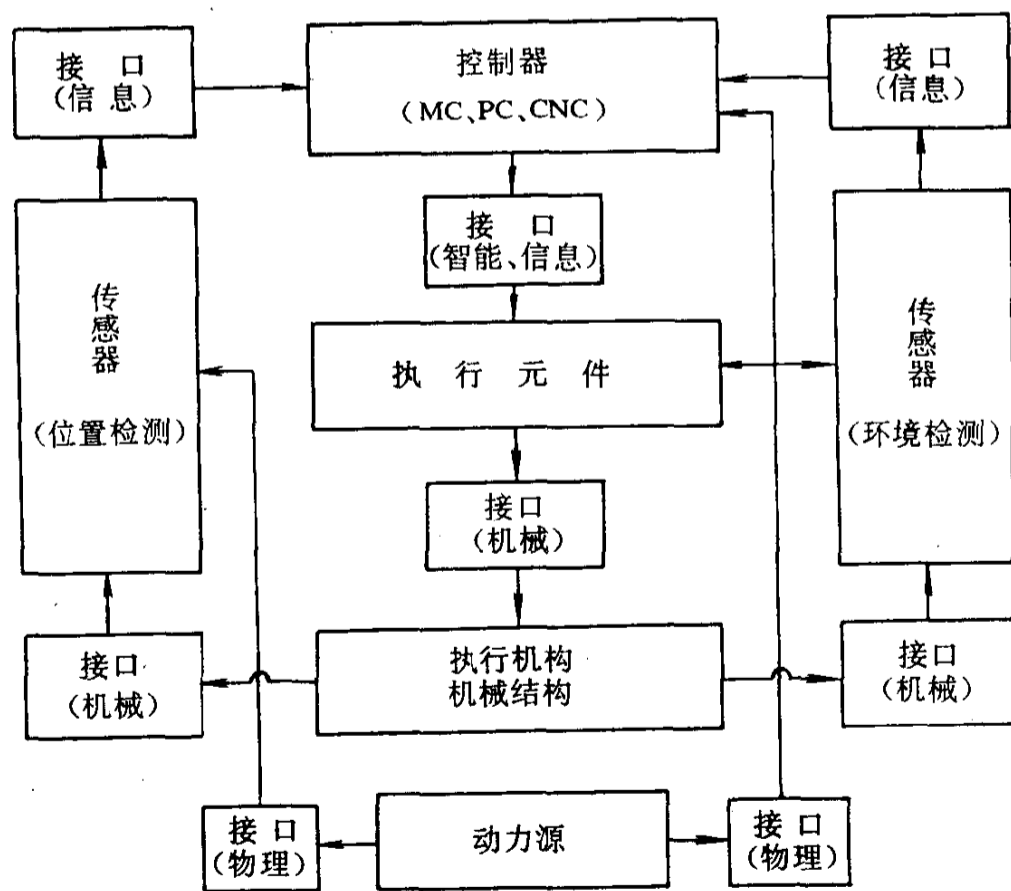 接 口
(信 息)
控制器
(MC、PC、CNC)
接 口
(信息)
接 口
(智能、信息)
传感器
(位置检测)
执 行 元 件
传感器
(环境检测)
接口
(机械)
接口
(机械)
执行机构
机械结构
接口
(机械)
接 口
(物理)
动力源
接 口
(物理)